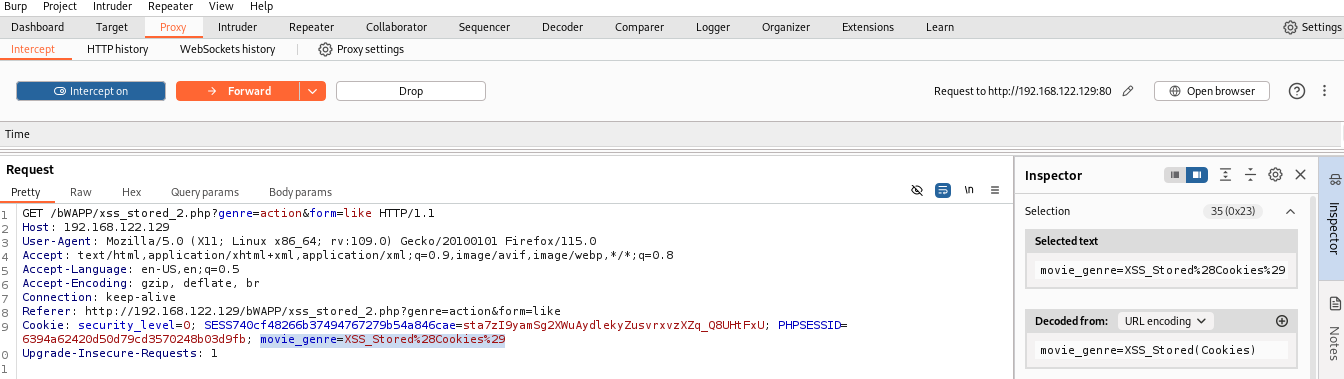 Burp Project Intruder Repeater View Help
Dashboard Target Proxy Intruder Repeater Collaborator Sequencer Decoder Comparer Logger Organizer Extensions Learn Settings
Intercept HTTP history WebSockets history Proxy settings
Intercept on Forward Drop Request to http://192.168.122.129:80 Open browser
Time
Request
Pretty Raw Hex Query params Body params \n
1 GET /bWAPP/xss_stored_2.php?genre=action&form=like HTTP/1.1
2 Host: 192.168.122.129
3 User-Agent: Mozilla/5.0 (X11; Linux x86_64; rv:109.0) Gecko/20100101 Firefox/115.0
4 Accept: text/html,application/xhtml+xml,application/xml;q=0.9,image/avif,image/webp,*/*;q=0.8
5 Accept-Language: en-US,en;q=0.5
6 Accept-Encoding: gzip, deflate, br
7 Connection: keep-alive
8 Referer: http://192.168.122.129/bWAPP/xss_stored_2.php?genre=action&form=like
9 Cookie: security_level=0; SESS740cf48266b37494767279b54a846cae=sta7zI9yamSg2XWuAydlekyZusvrxvzXZq_Q8UHtFxU; PHPSESSID=
6394a62420d50d79cd3570248b03d9fb; movie_genre=XSS_Stored%28Cookies%29
0 Upgrade-Insecure-Requests: 1
1
Inspector
Selection 35 (0x23)
Selected text
movie_genre=XSS_Stored%28Cookies%29
Decoded from: URL encoding
movie_genre=XSS_Stored(Cookies)
Inspector
Notes